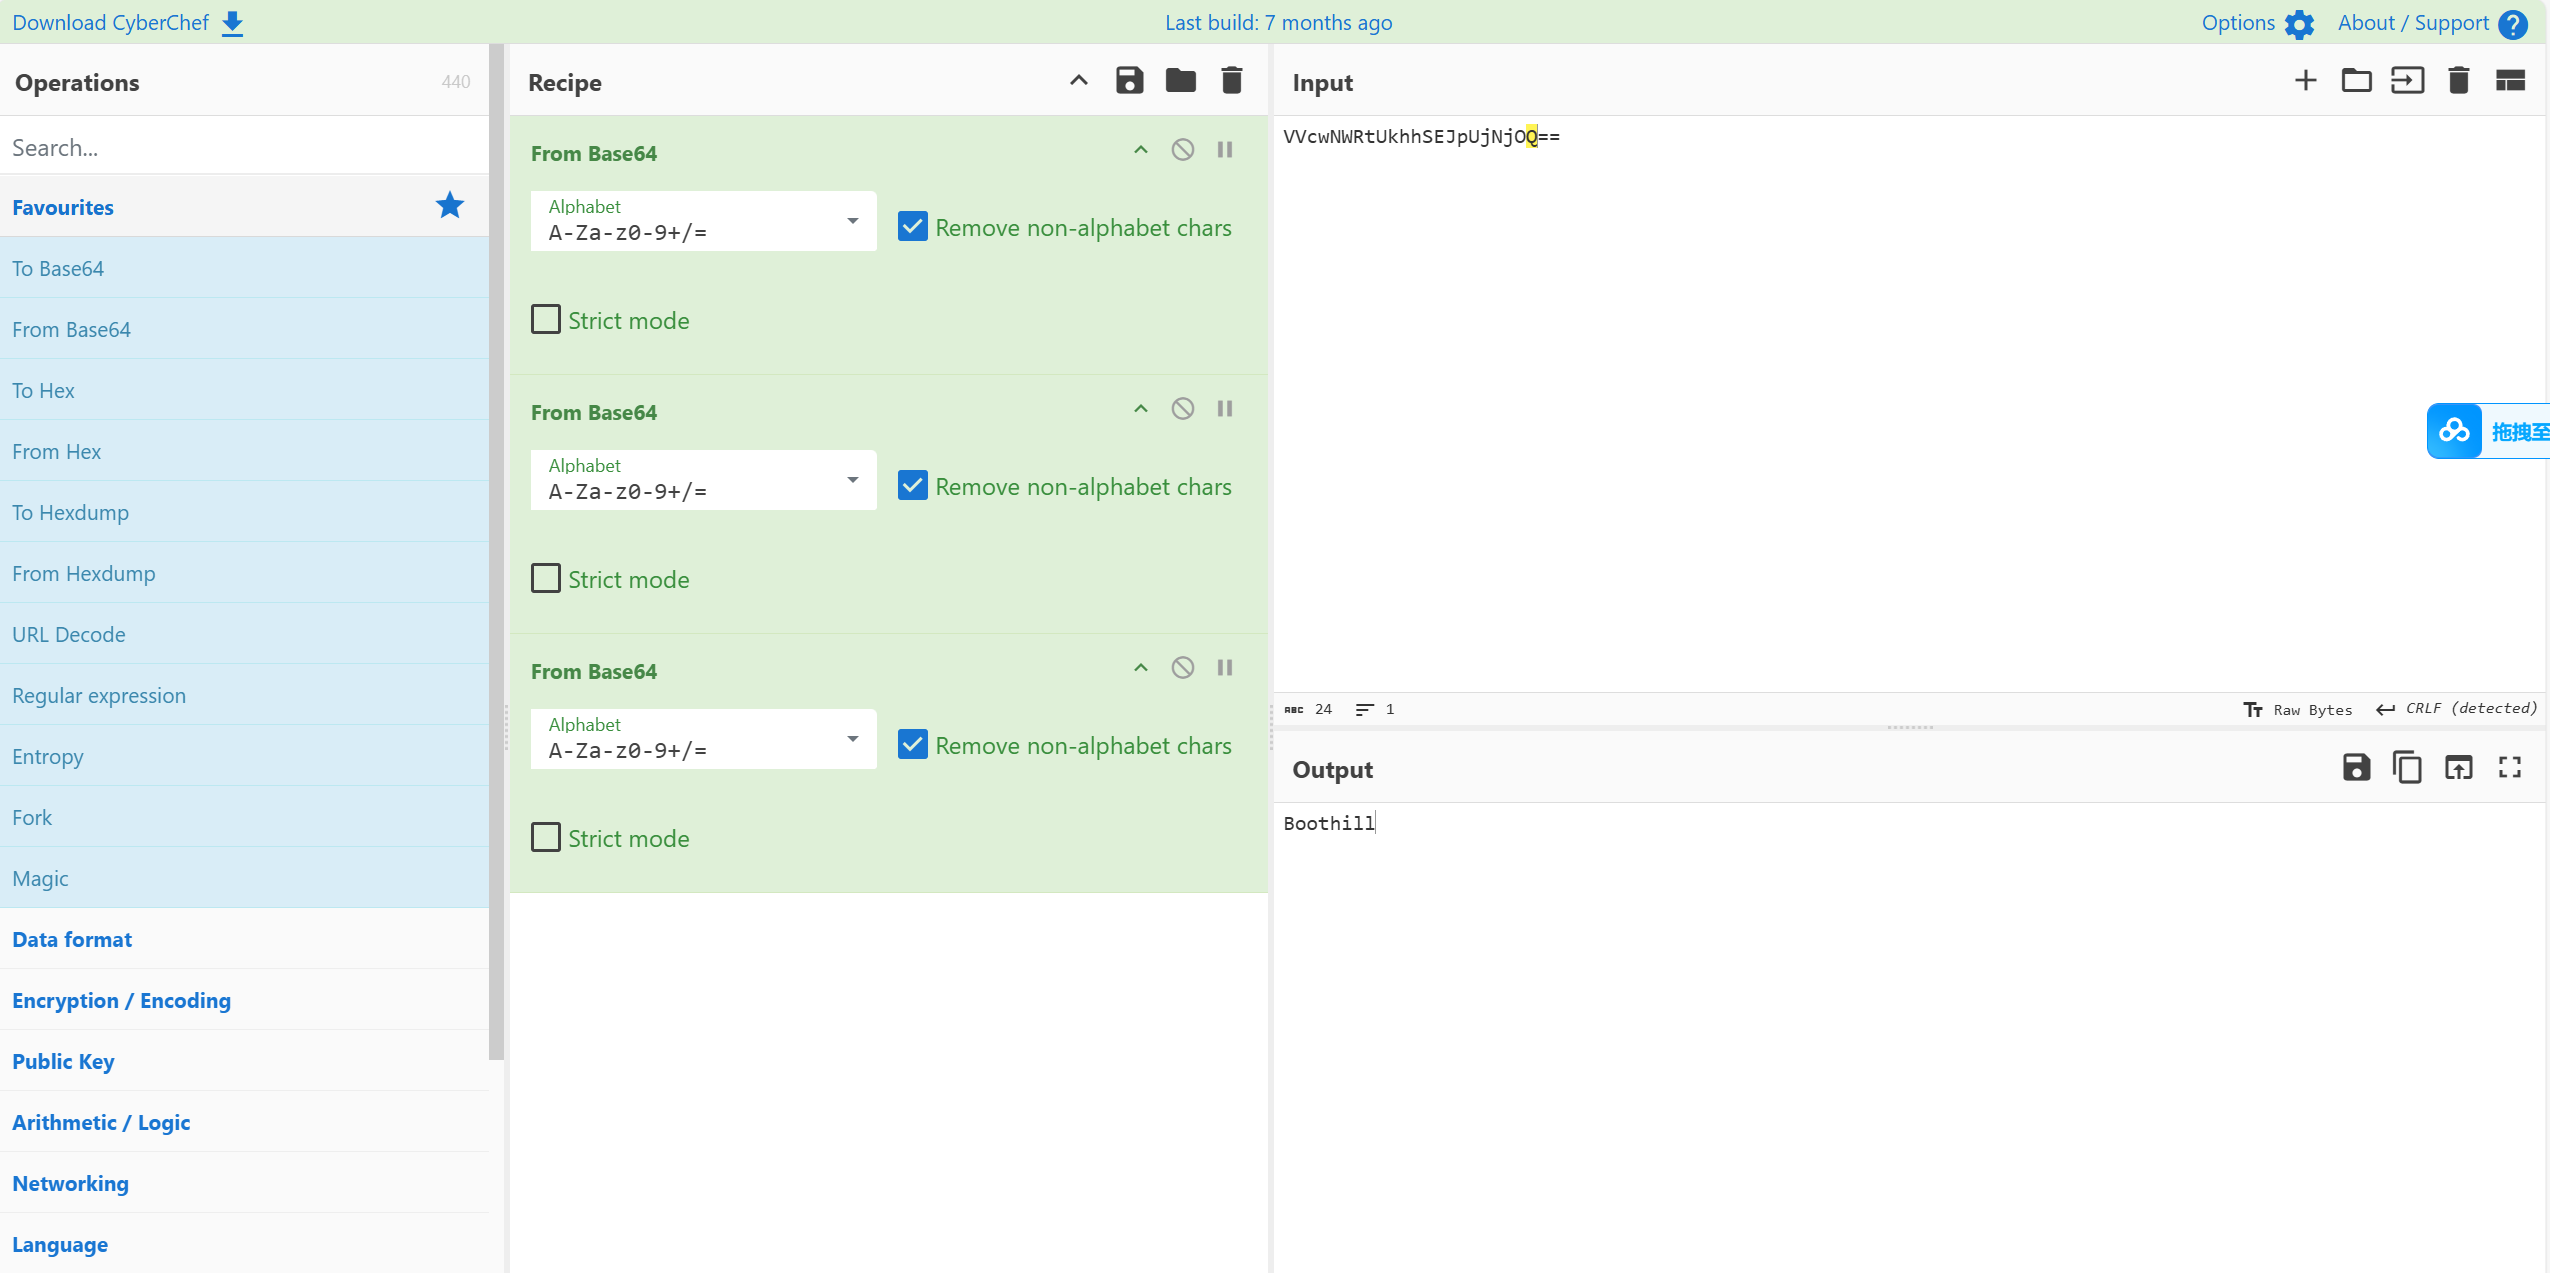 Download CyberChef
Last build: 7 months ago
Options
About / Support
Operations
440
Search...
Favourites
To Base64
From Base64
To Hex
From Hex
To Hexdump
From Hexdump
URL Decode
Regular expression
Entropy
Fork
Magic
Data format
Encryption / Encoding
Public Key
Arithmetic / Logic
Networking
Language
Recipe
From Base64
Alphabet
A-Za-z0-9+/=
Remove non-alphabet chars
Strict mode
From Base64
Alphabet
A-Za-z0-9+/=
Remove non-alphabet chars
Strict mode
From Base64
Alphabet
A-Za-z0-9+/=
Remove non-alphabet chars
Strict mode
Input
VVcwNWRtUkhhSEJpUjNjOQ==
拖拽至
ABC 24 1
Tт Raw Bytes CRLF (detected)
Output
Boothill